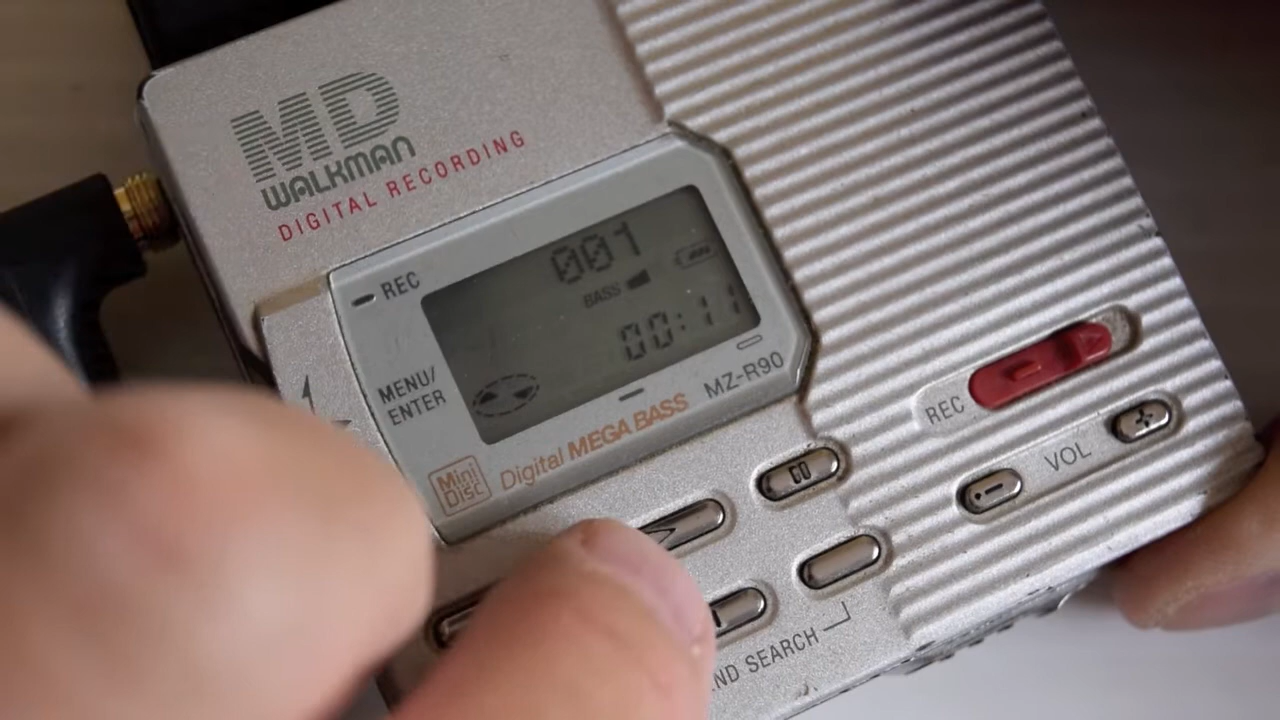 MD
WALKMAN
DIGITAL RECORDING
REC
001
BASS
00:11
MENU/
ENTER
MZ-R90
Digital MEGA BASS
Mini
Disc
REC
VOL
ND SEARCH